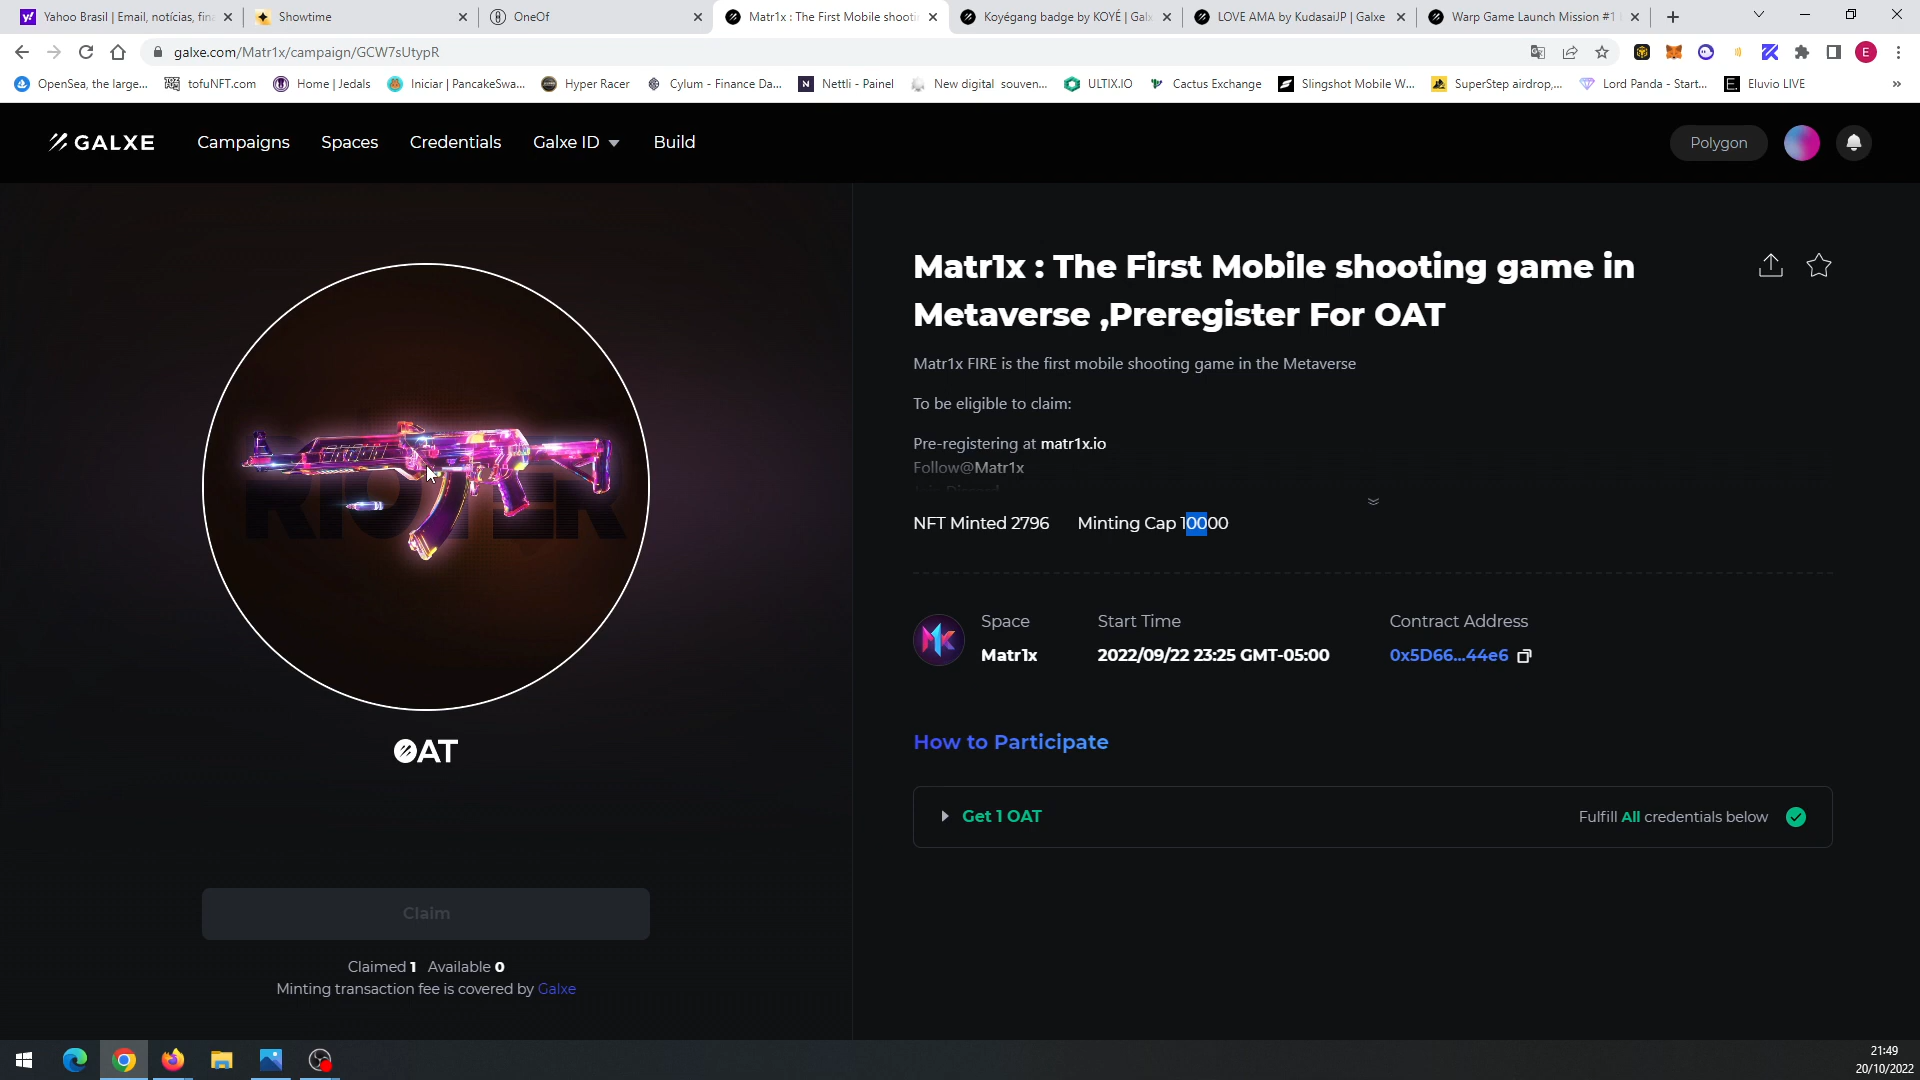 Yahoo Brasil | Email, notícias, fina
Showtime
OneOf
Matr1x : The First Mobile shooti
Koyégang badge by KOYÉ | Galx
LOVE AMA by KudasaiJP | Galxe
Warp Game Launch Mission #1
galxe.com/Matr1x/campaign/GCW7sUtypR
E
OpenSea, the large...
tofuNFT.com
Home | Jedals
Iniciar | PancakeSwa...
Hyper Racer
Cylum - Finance Da...
Nettli - Painel
New digital souven...
ULTIX.IO
Cactus Exchange
Slingshot Mobile W...
SuperStep airdrop,...
Lord Panda - Start...
Eluvio LIVE
»
GALXE
Campaigns
Spaces
Credentials
Galxe ID
Build
Polygon
Matr1x : The First Mobile shooting game in
Metaverse ,Preregister For OAT
Matr1x FIRE is the first mobile shooting game in the Metaverse
To be eligible to claim:
Pre-registering at matr1x.io
Follow@Matr1x
Join Discord
RIOTER
NFT Minted 2796
Minting Cap 10000
Space
Matr1x
Start Time
2022/09/22 23:25 GMT-05:00
Contract Address
0x5D66...44e6
OAT
How to Participate
Get 1 OAT
Fulfill All credentials below
Claim
Claimed 1 Available 0
Minting transaction fee is covered by Galxe
21:49
20/10/2022